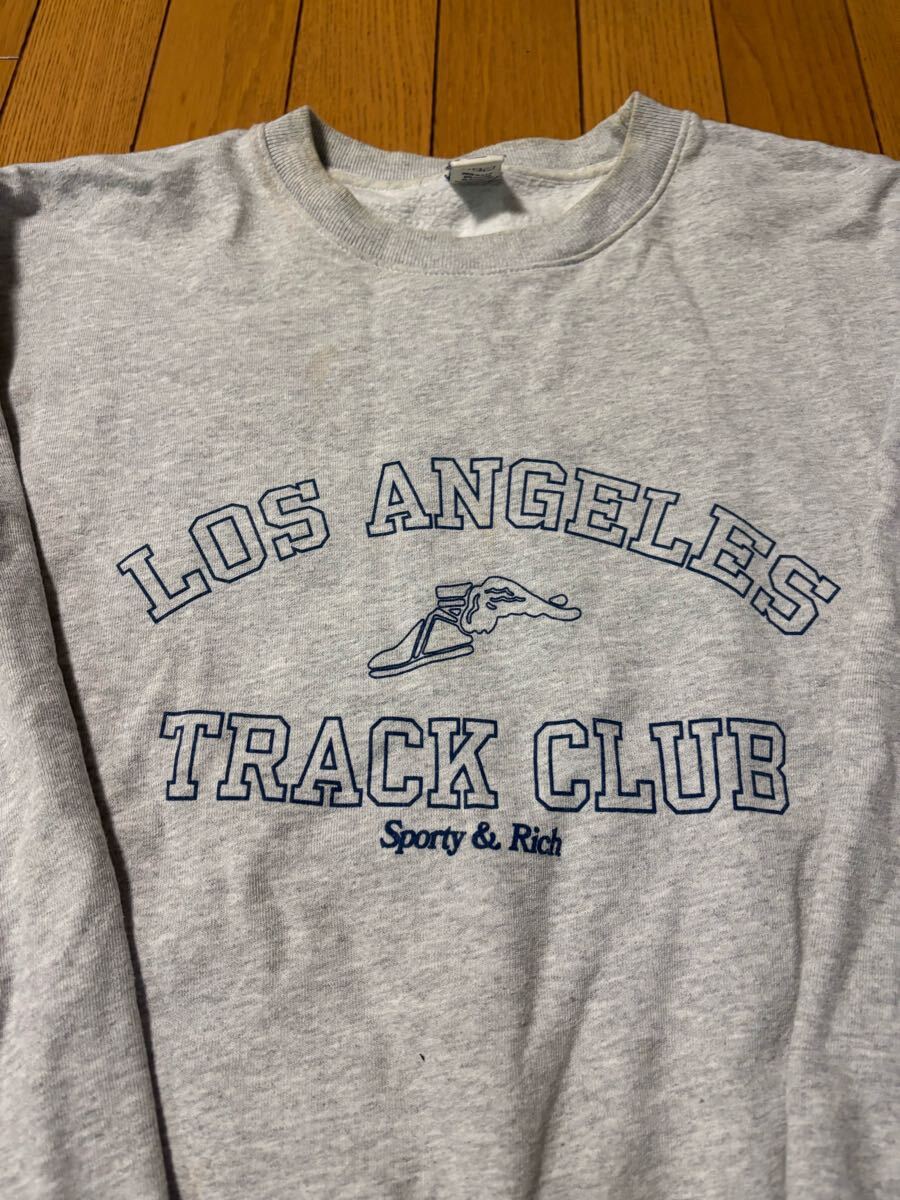 LOS ANGELES
TRACK CLUB
Sporty & Rich